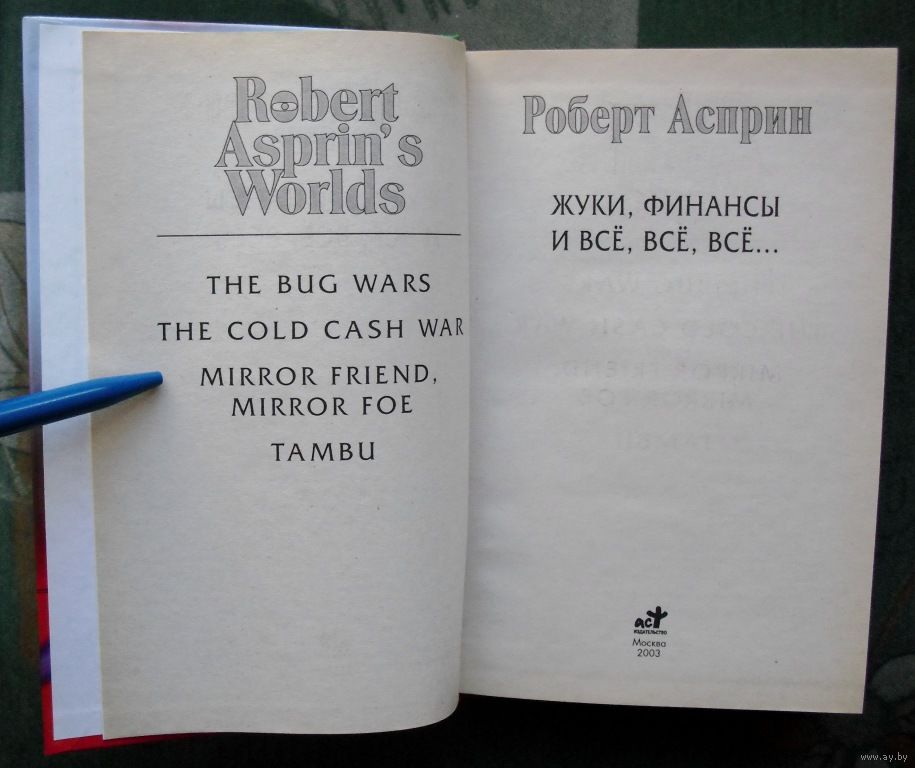 Robert
Asprin's
Worlds
THE BUG WARS
THE COLD CASH WAR
MIRROR FRIEND,
MIRROR FOE
TAMBU
Роберт Асприн
ЖУКИ, ФИНАНСЫ
И ВСЁ, ВСЁ, ВСЁ...
аст
ИЗДАТЕЛЬСТВО
Москва
2003
www.ay.by